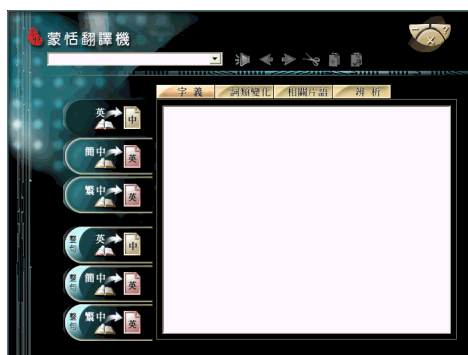 蒙恬翻譯機
字義 詞類變化 相關片語 辨析
英 中
簡中 英
繁中 英
整句 英 中
整句 簡中 英
整句 繁中 英